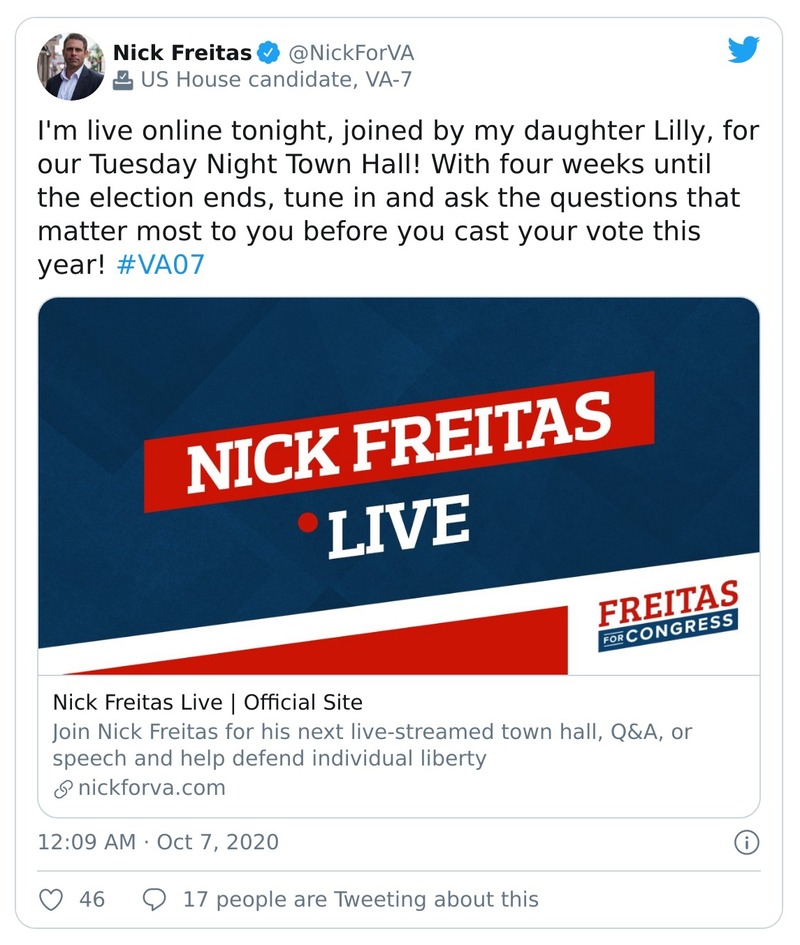 Nick Freitas @NickForVA
US House candidate, VA-7
I'm live online tonight, joined by my daughter Lilly, for
our Tuesday Night Town Hall! With four weeks until
the election ends, tune in and ask the questions that
matter most to you before you cast your vote this
year! #VA07
NICK FREITAS
LIVE
FREITAS
FOR CONGRESS
Nick Freitas Live | Official Site
Join Nick Freitas for his next live-streamed town hall, Q&A, or
speech and help defend individual liberty
nickforva.com
12:09 AM · Oct 7, 2020
46 17 people are Tweeting about this